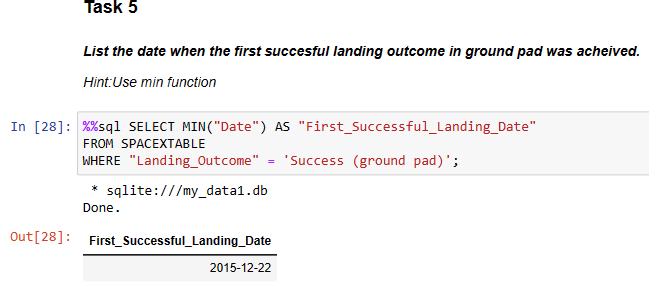 Task 5
List the date when the first succesful landing outcome in ground pad was acheived.
Hint:Use min function
In [28]: %%sql SELECT MIN("Date") AS "First_Successful_Landing_Date"
FROM SPACEXTABLE
WHERE "Landing_Outcome" = 'Success (ground pad)';
* sqlite:///my_data1.db
Done.
Out[28]:
First_Successful_Landing_Date
2015-12-22